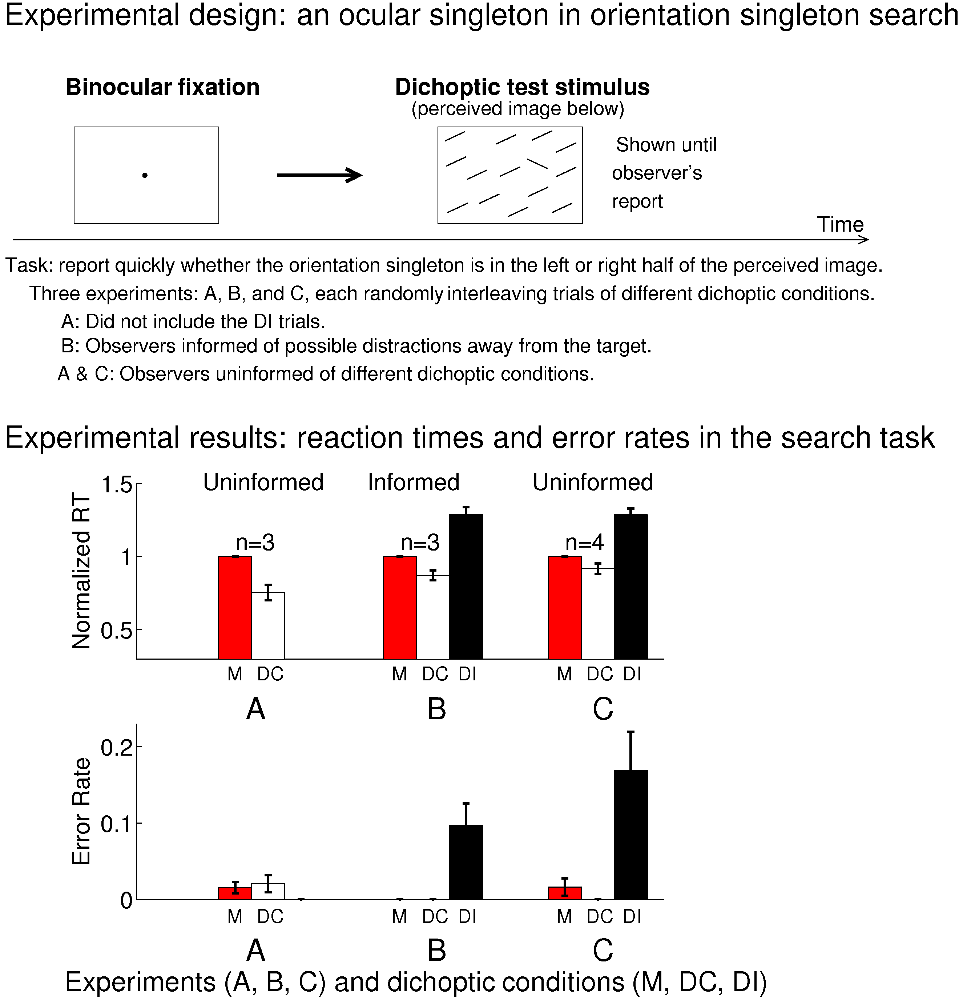 Experimental design: an ocular singleton in orientation singleton search
Binocular fixation
Dichoptic test stimulus
(perceived image below)
Shown until
observer's
report
Time
Task: report quickly whether the orientation singleton is in the left or right half of the perceived image.
Three experiments: A, B, and C, each randomly interleaving trials of different dichoptic conditions.
A: Did not include the DI trials.
B: Observers informed of possible distractions away from the target.
A & C: Observers uninformed of different dichoptic conditions.
Experimental results: reaction times and error rates in the search task
Normalized RT
1.5
1
0.5
Uninformed Informed Uninformed
n=3 n=3 n=4
M DC M DC DI M DC DI
A B C
Error Rate
0.2
0.1
0
M DC M DC DI M DC DI
A B C
Experiments (A, B, C) and dichoptic conditions (M, DC, DI)